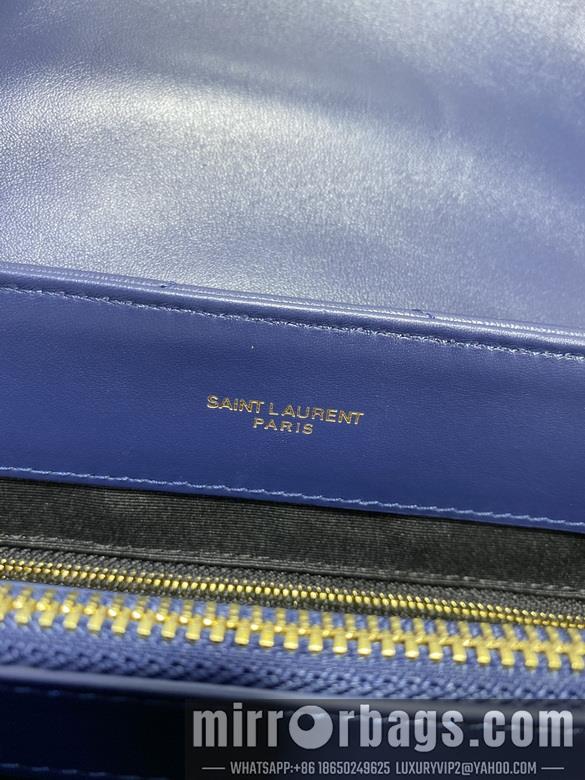 SAINT LAURENT
PARIS
mirrorbags.com
— WHATSAPP:+86 18650249625 LUXURYVIP2@YAHOO.COM —